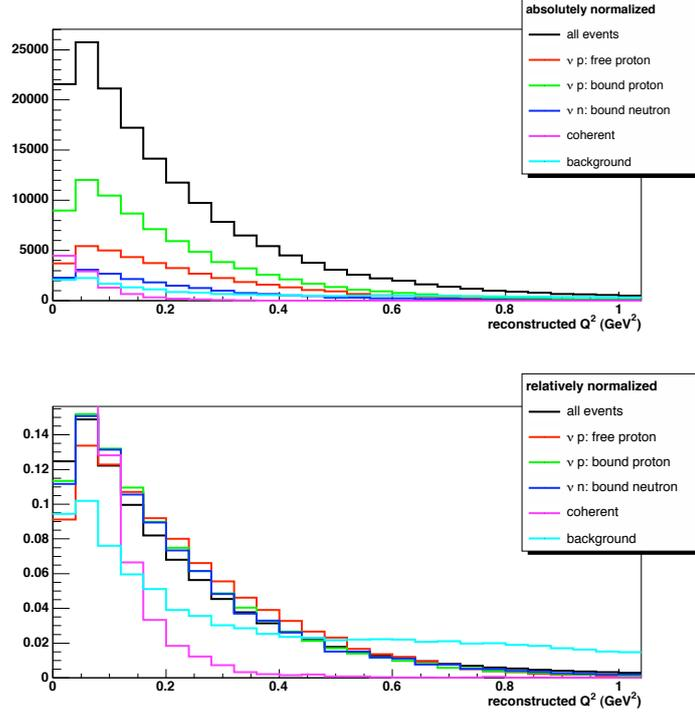 absolutely normalized
all events
ν p: free proton
ν p: bound proton
ν n: bound neutron
coherent
background
25000
20000
15000
10000
5000
0
0 0.2 0.4 0.6 0.8 1
reconstructed Q² (GeV²)
relatively normalized
all events
ν p: free proton
ν p: bound proton
ν n: bound neutron
coherent
background
0.14
0.12
0.1
0.08
0.06
0.04
0.02
0
0 0.2 0.4 0.6 0.8 1
reconstructed Q² (GeV²)